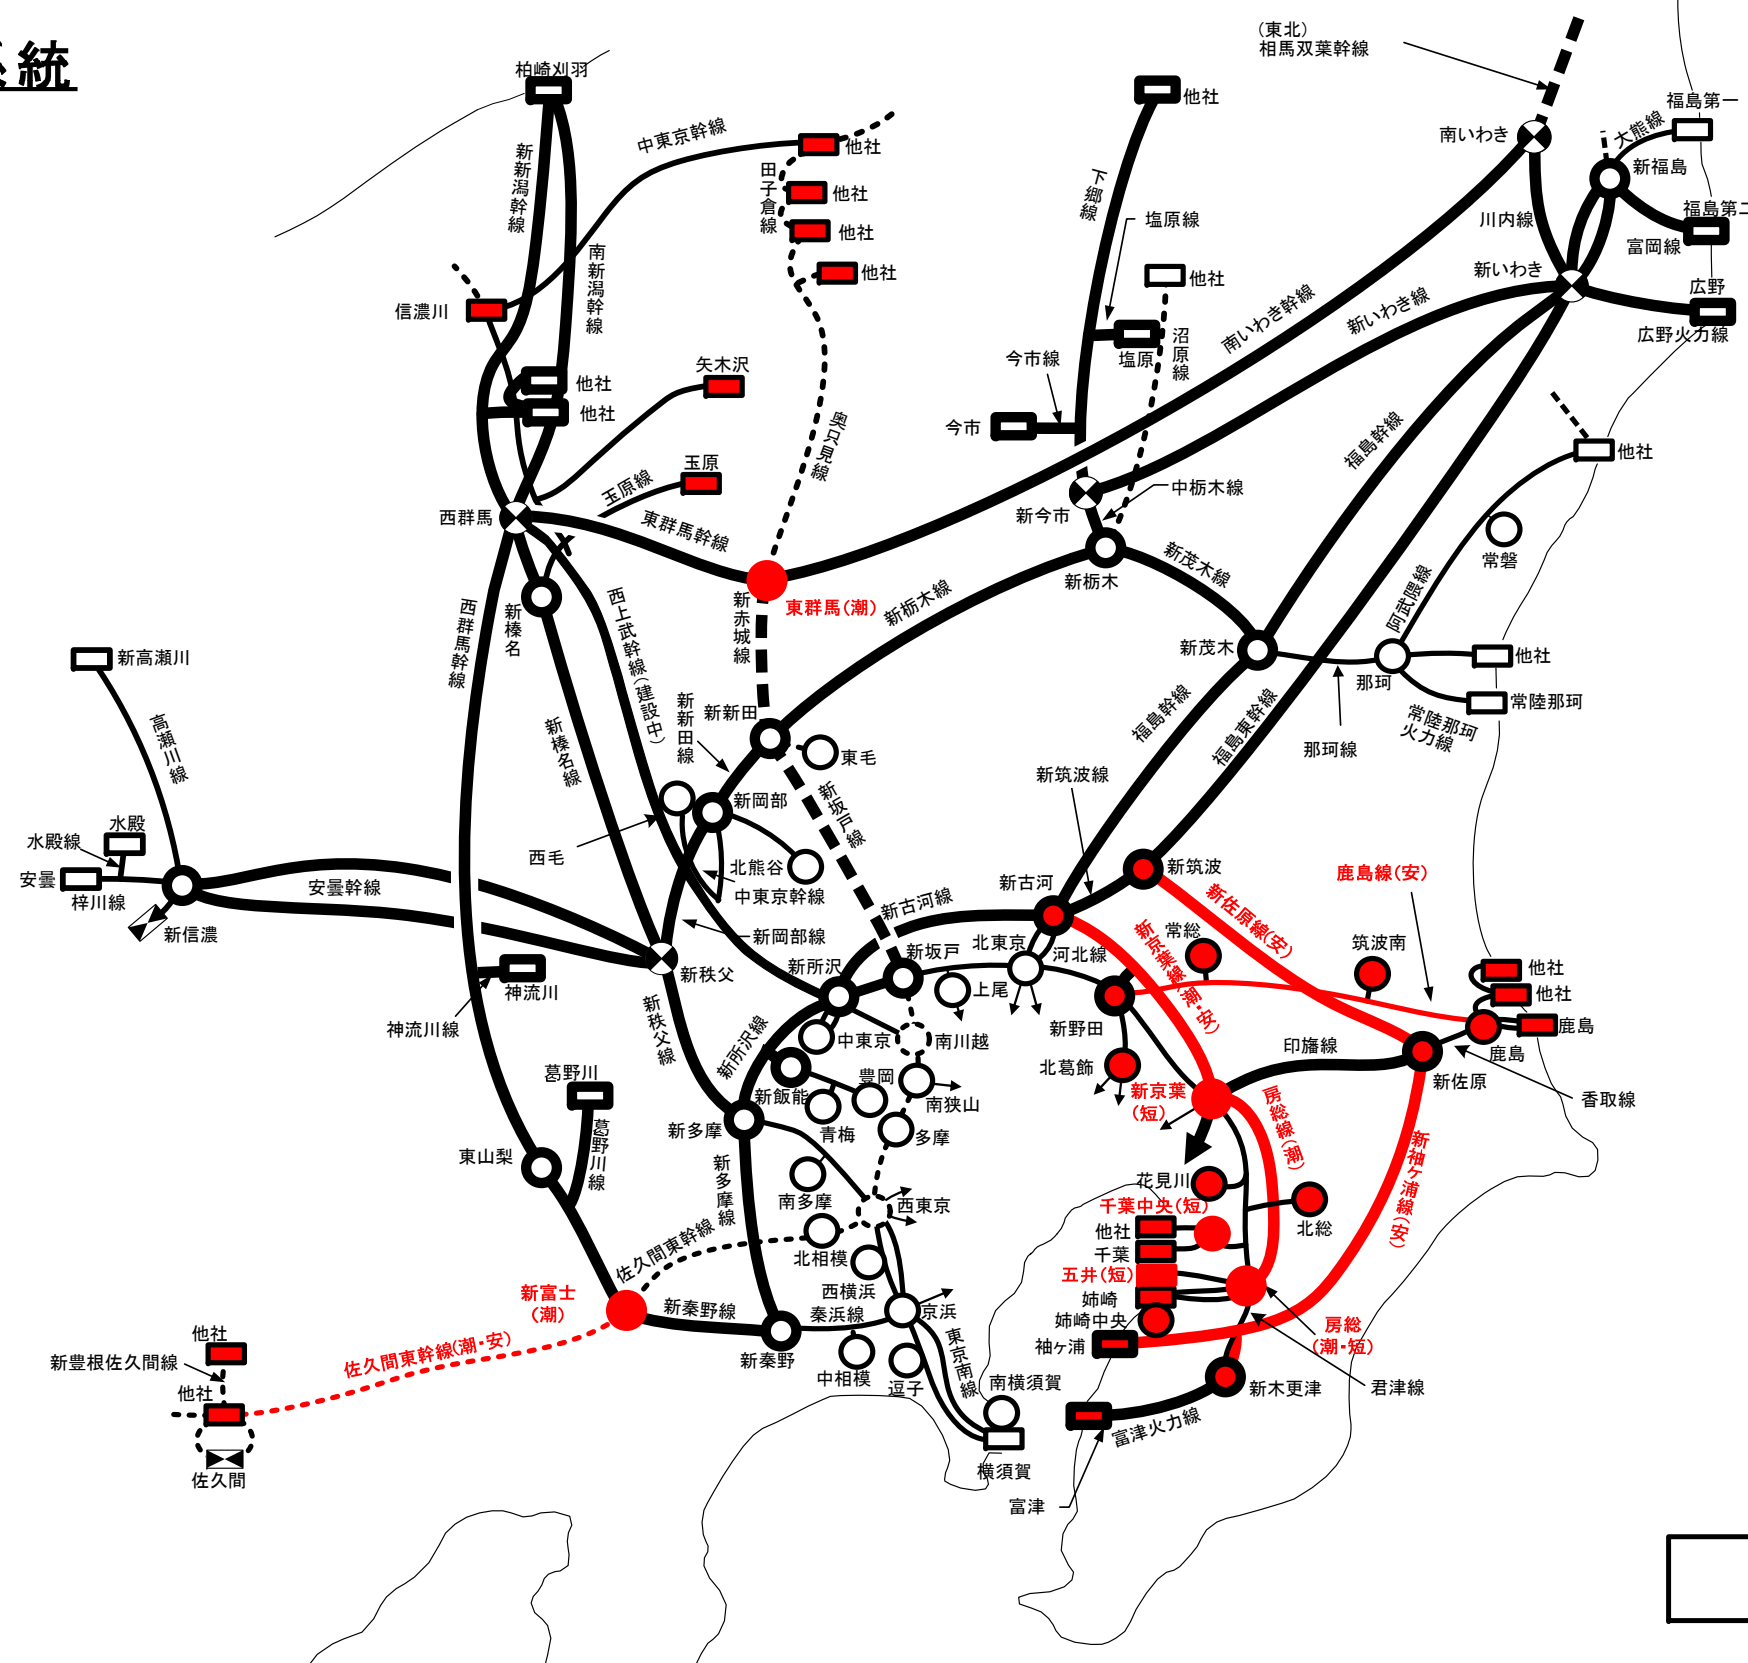 系統
(東北)
相馬双葉幹線
柏崎刈羽
他社
福島第一
中東京幹線
他社
大熊線
南いわき
新福島
新新潟幹線
田子倉線
他社
下郷線
塩原線
川内線
福島第二
富岡線
他社
南新潟幹線
他社
他社
新いわき
広野
信濃川
南いわき幹線
新いわき線
広野火力線
沼原線
塩原
今市線
矢木沢
他社
他社
奥只見線
今市
福島幹線
他社
玉原
玉原線
西群馬
東群馬幹線
中栃木線
新今市
常磐
新栃木
新茂木線
阿武隈線
東群馬(潮)
新赤城線
新栃木線
西上武幹線(建設中)
新榛名
西群馬幹線
新高瀬川
新茂木
他社
那珂
常陸那珂
常陸那珂
火力線
那珂線
福島幹線
福島東幹線
新新田
新新田線
東毛
高瀬川線
新榛名線
新坂戸線
新筑波線
新岡部
水殿
水殿線
西毛
北熊谷
中東京幹線
安曇
梓川線
安曇幹線
新信濃
新筑波
鹿島線(安)
新古河
新古河線
新佐原線(安)
新岡部線
新坂戸
北東京
河北線
常総
新京葉線(潮・安)
筑波南
新所沢
新秩父
上尾
他社
他社
鹿島
鹿島
神流川
神流川線
新秩父線
新所沢線
中東京
南川越
新野田
印旛線
北葛飾
新佐原
香取線
葛野川
葛野川線
新飯能
豊岡
南狭山
新京葉
(短)
房総線(潮)
青梅
多摩
新多摩
新多摩線
東山梨
南多摩
西東京
花見川
千葉中央(短)
北総
新袖ケ浦線(安)
佐久間東幹線
北相模
他社
千葉
五井(短)
姉崎
姉崎中央
袖ケ浦
西横浜
新富士
(潮)
新秦野線
秦浜線
京浜
新秦野
中相模
逗子
東京南線
房総
(潮・短)
佐久間東幹線(潮・安)
他社
新豊根佐久間線
他社
佐久間
南横須賀
横須賀
新木更津
君津線
富津火力線
富津